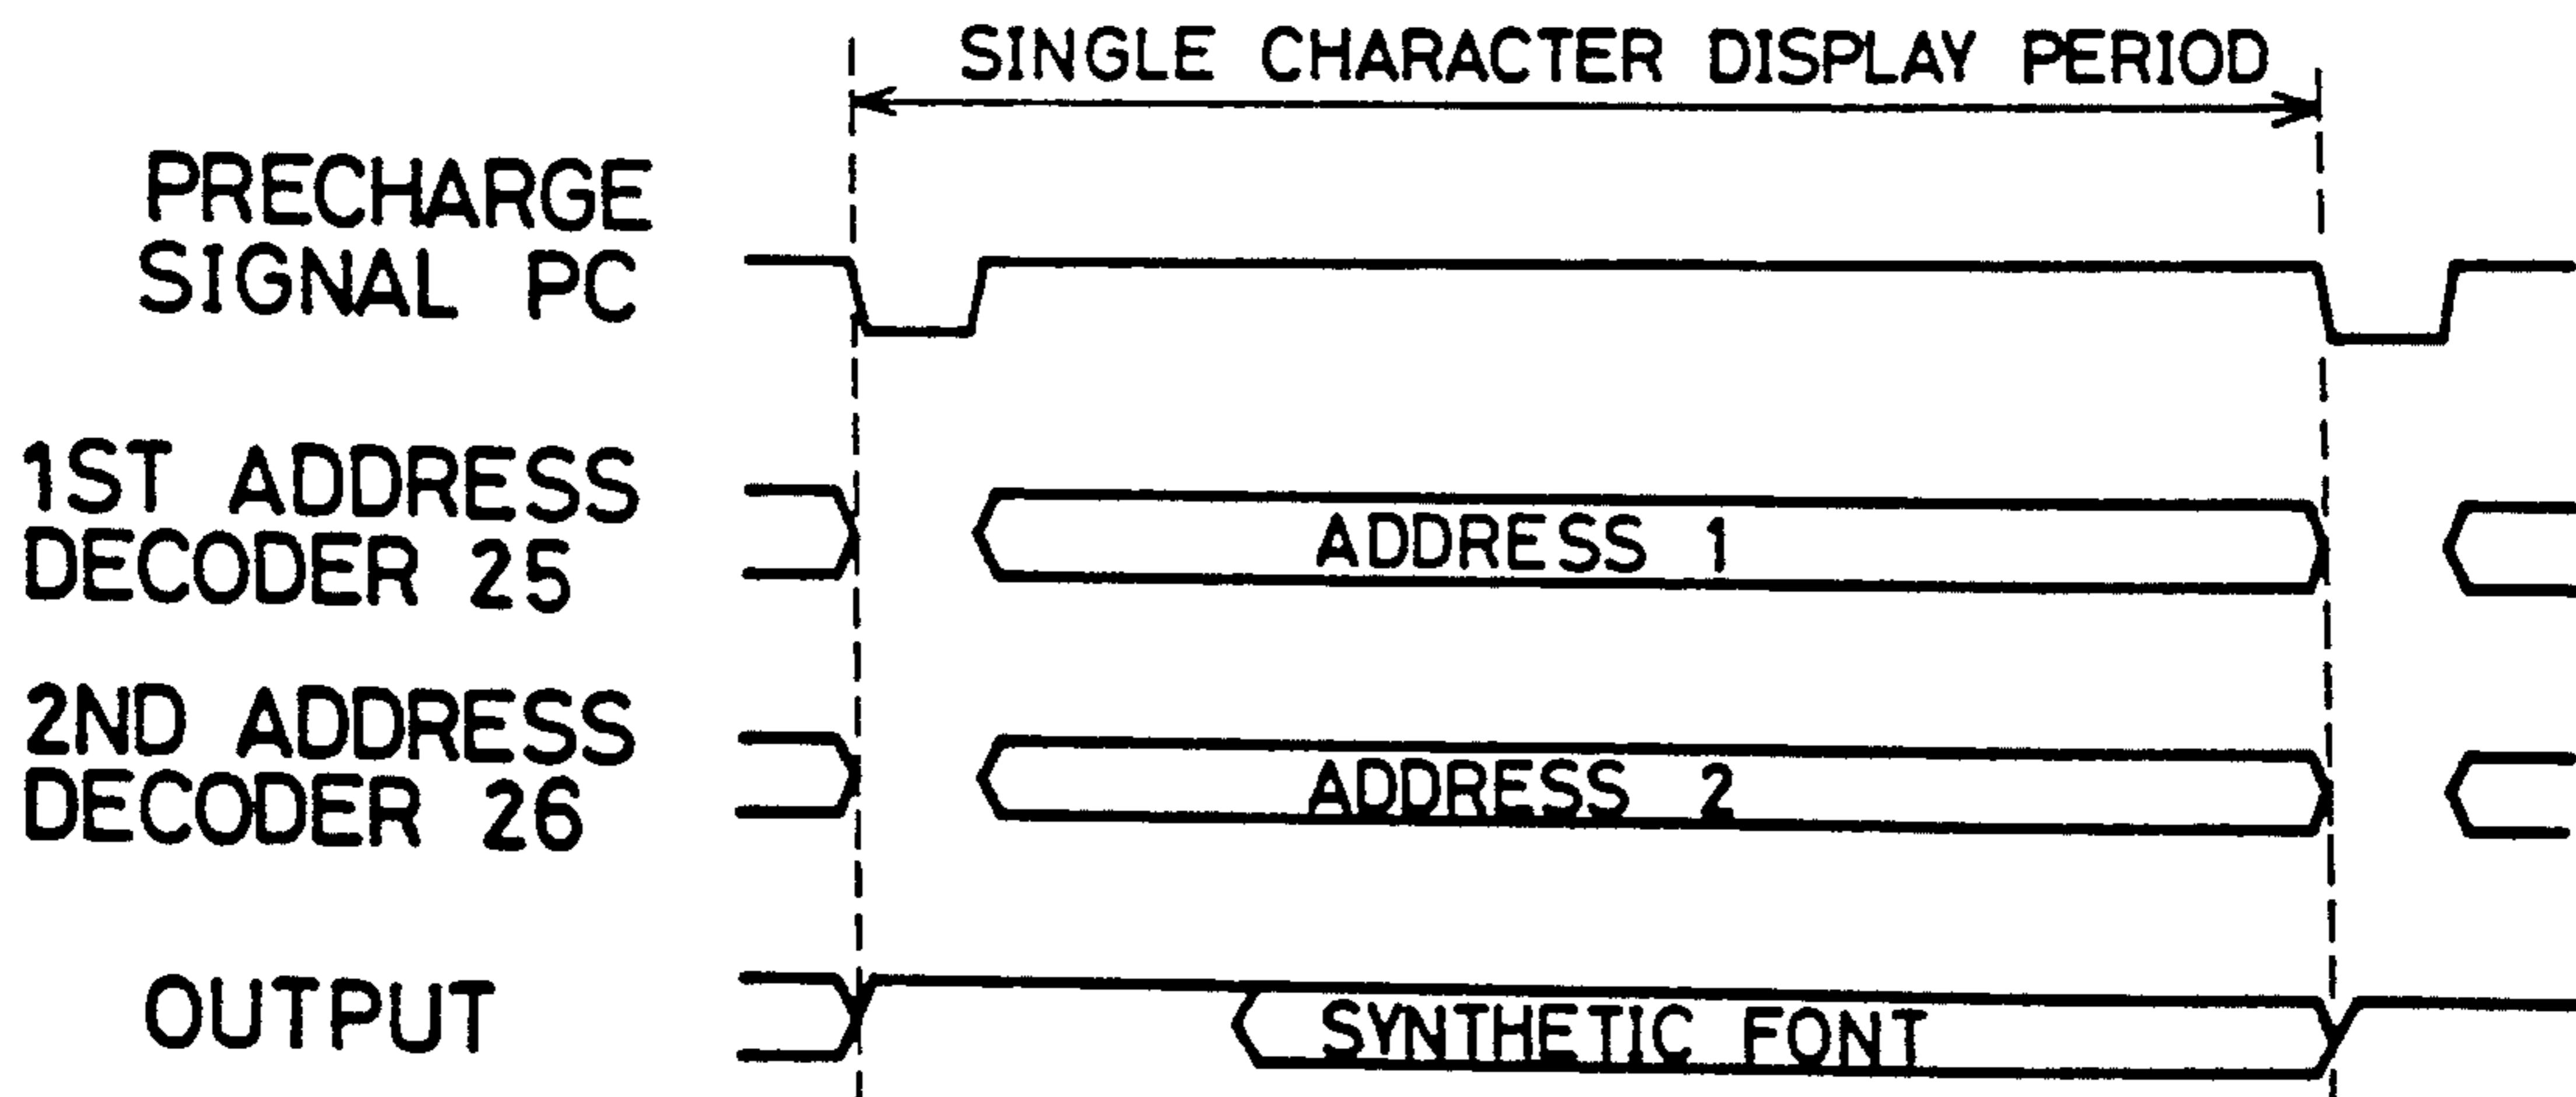 SINGLE CHARACTER DISPLAY PERIOD
PRECHARGE
SIGNAL PC
1ST ADDRESS
DECODER 25
ADDRESS 1
2ND ADDRESS
DECODER 26
ADDRESS 2
OUTPUT
SYNTHETIC FONT